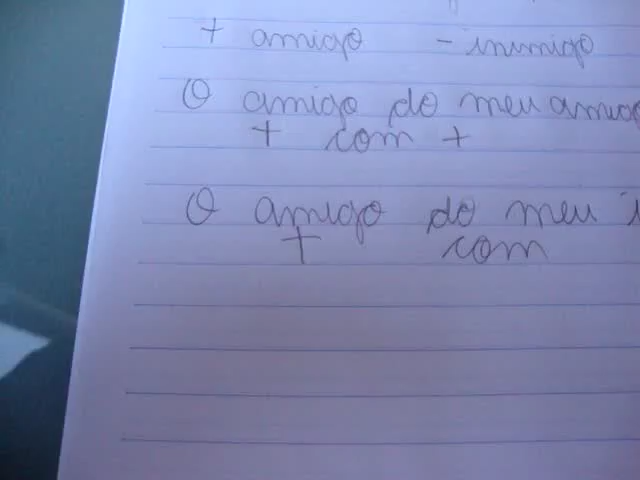 + amigo - inimigo
O amigo do meu amigo
+ com +
O amigo do meu i
+ com